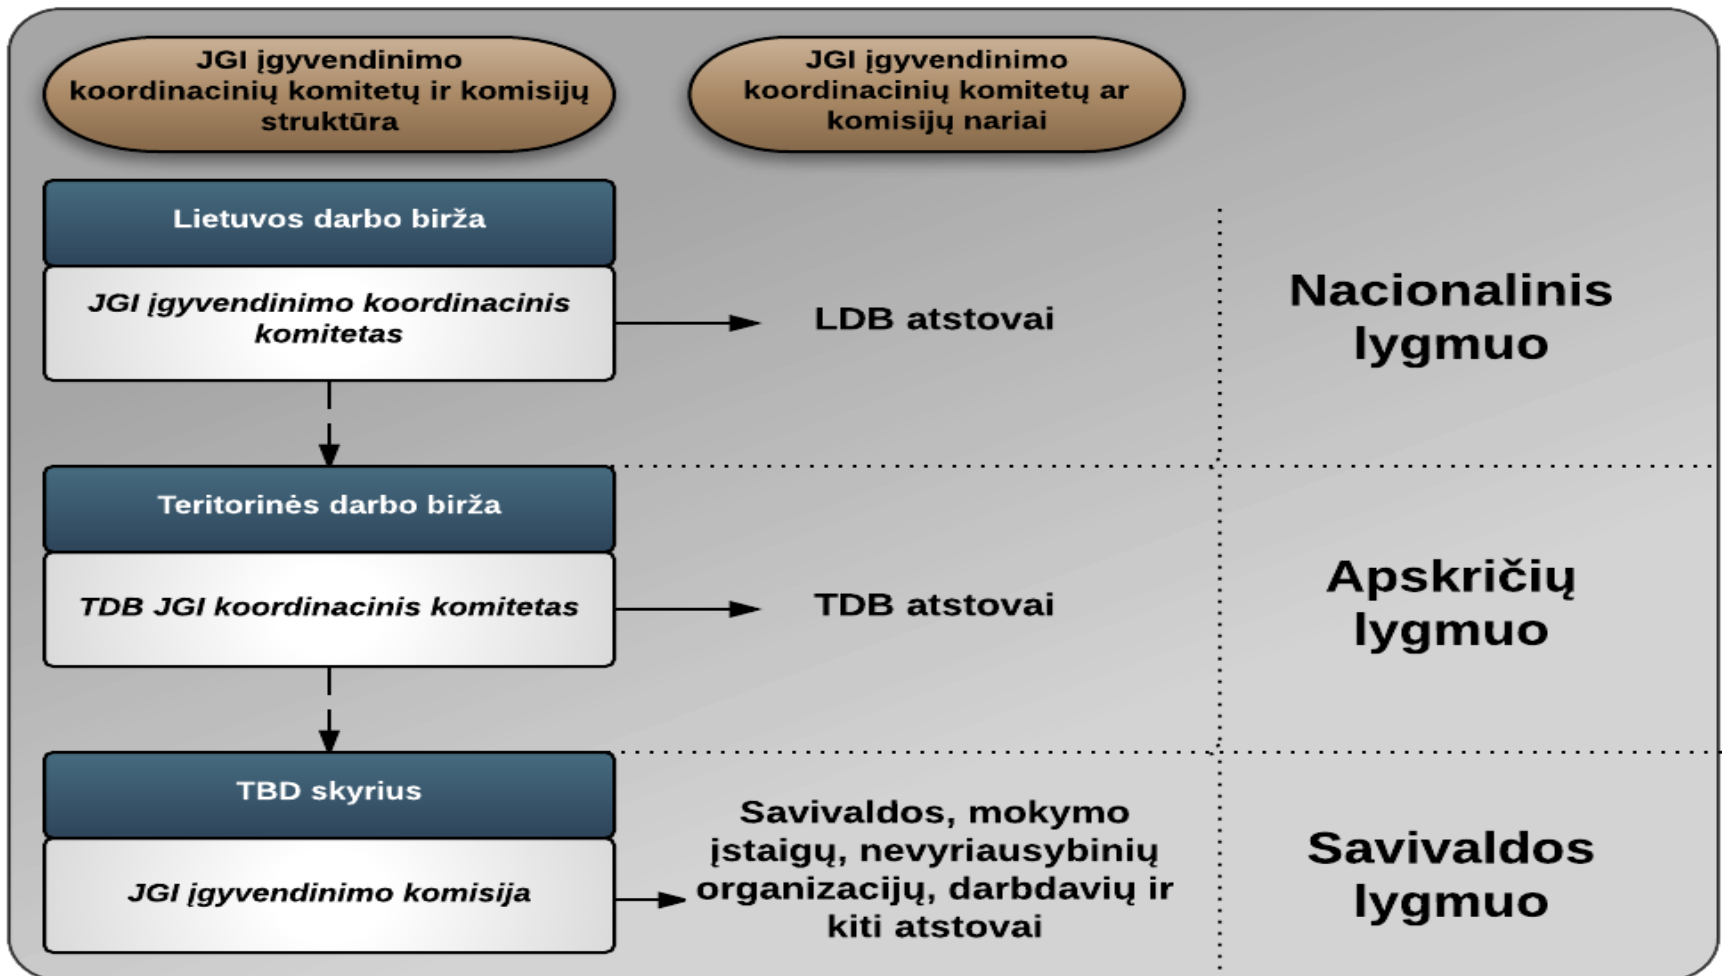 JGI įgyvendinimo
koordinacinių komitetų ir komisijų
struktūra
JGI įgyvendinimo
koordinacinių komitetų ar
komisijų nariai
Lietuvos darbo birža
JGI įgyvendinimo koordinacinis
komitetas
LDB atstovai
Nacionalinis
lygmuo
Teritorinės darbo birža
TDB JGI koordinacinis komitetas
TDB atstovai
Apskričių
lygmuo
TBD skyrius
JGI įgyvendinimo komisija
Savivaldos, mokymo
įstaigų, nevyriausybinių
organizacijų, darbdavių ir
kiti atstovai
Savivaldos
lygmuo